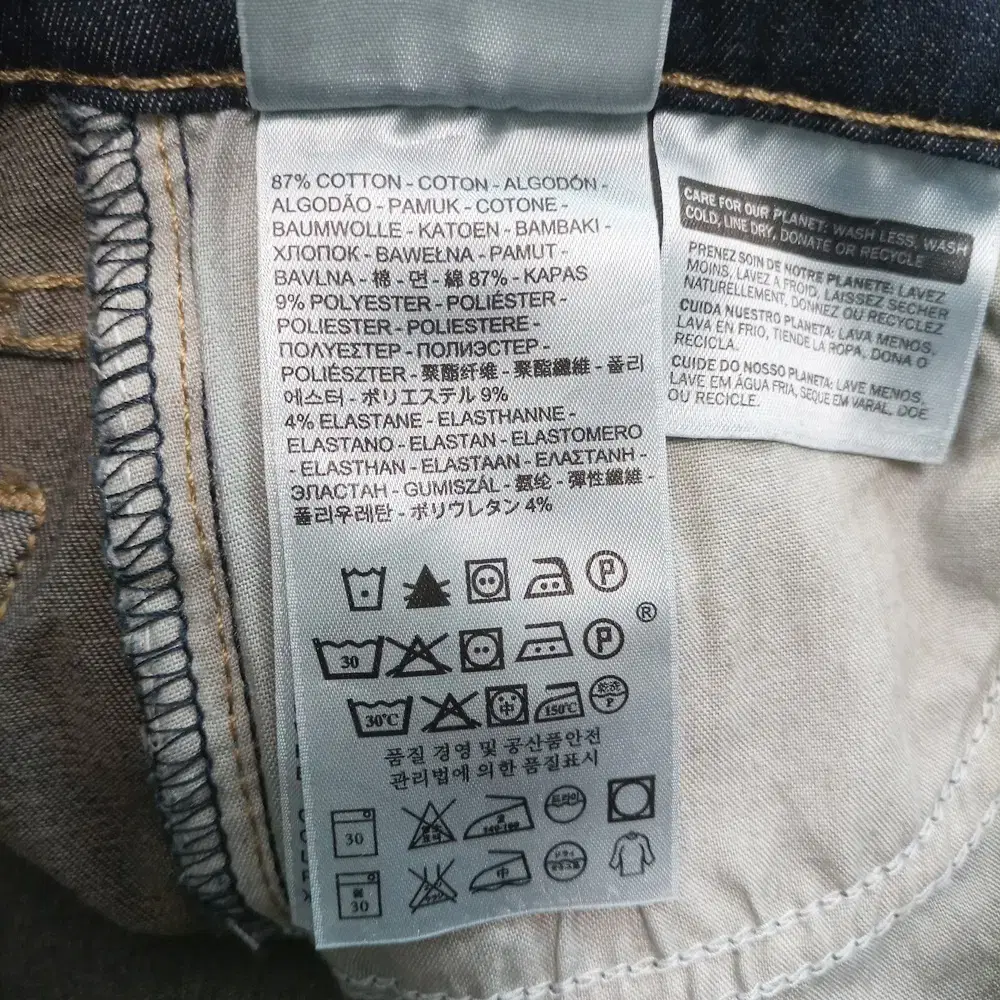 87% COTTON - COTON - ALGODÓN -
ALGODÃO - PAMUK - COTONE -
BAUMWOLLE - KATOEN - BAMBAKI -
ХЛОПОК - BAWEŁNA - PAMUT -
BAVLNA - 棉 - 면 - 綿 87% - KAPAS
9% POLYESTER - POLIÉSTER -
POLIESTER - POLIESTERE -
ΠΟΛΥΕΣΤΕΡ - ПОЛИЭСТЕР -
POLIÉSZTER - 聚酯纤维 - 聚酯纖維 - 폴리
에스터 - ポリエステル 9%
4% ELASTANE - ELASTHANNE -
ELASTANO - ELASTAN - ELASTOMERO
- ELASTHAN - ELASTAAN - ΕΛΑΣΤΑΝΗ -
ЭЛАСТАН - GUMISZÁL - 氨纶 - 彈性纖維 -
폴리우레탄 - ポリウレタン 4%
P
®
30
P
30°C
中
150°C
P
품질 경영 및 공산품안전
관리법에 의한 품질표시
30
드라이
30
中
CARE FOR OUR PLANET: WASH LESS, WASH
COLD, LINE DRY, DONATE OR RECYCLE
PRENEZ SOIN DE NOTRE PLANETE: LAVEZ
MOINS, LAVEZ A FROID, LAISSEZ SECHER
NATURELLEMENT, DONNEZ OU RECYCLEZ
CUIDA NUESTRO PLANETA: LAVA MENOS,
LAVA EN FRIO, TIENDE LA ROPA, DONA O
RECICLA.
CUIDE DO NOSSO PLANETA: LAVE MENOS,
LAVE EM ÁGUA FRIA, SEQUE EM VARAL, DOE
OU RECICLE.